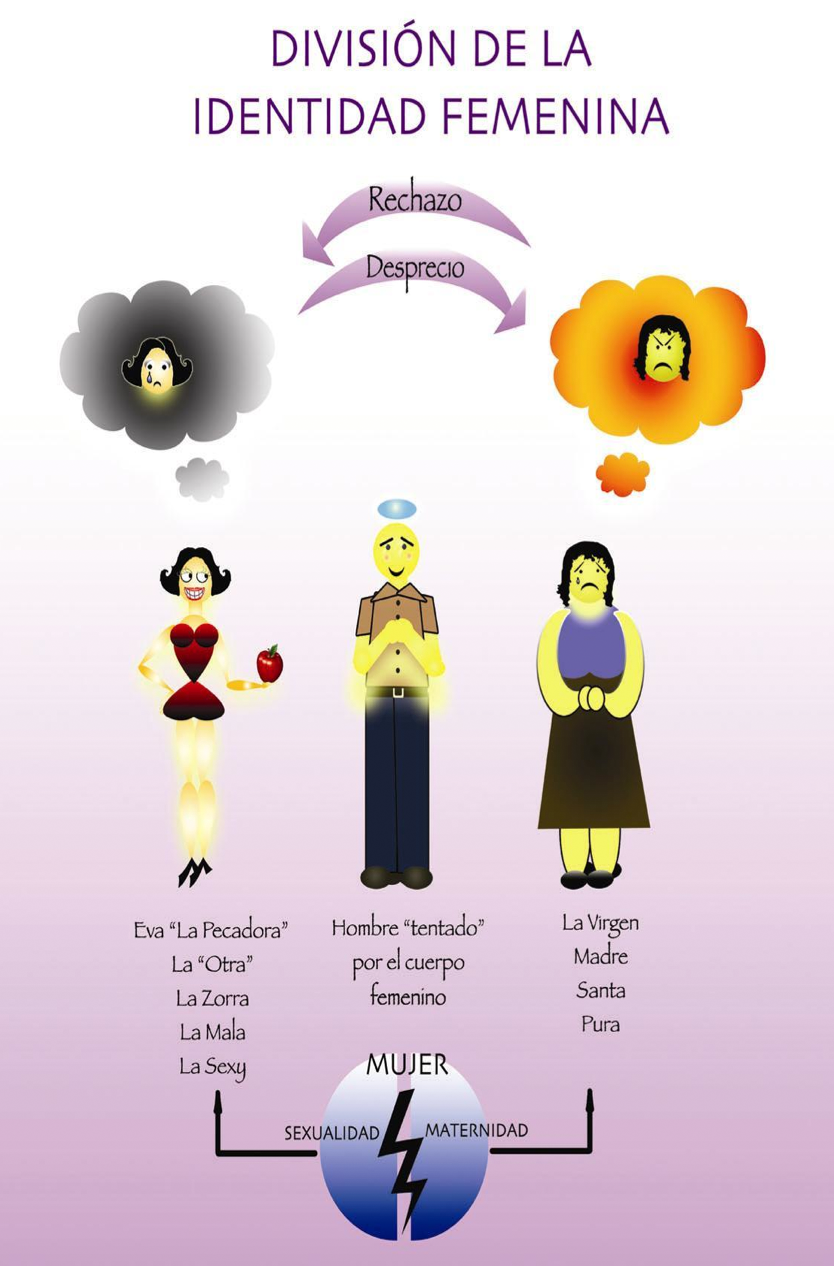 DIVISIÓN DE LA
IDENTIDAD FEMENINA
Rechazo
Desprecio
Eva “La Pecadora”
La “Otra”
La Zorra
La Mala
La Sexy
Hombre “tentado”
por el cuerpo
femenino
La Virgen
Madre
Santa
Pura
MUJER
SEXUALIDAD
MATERNIDAD